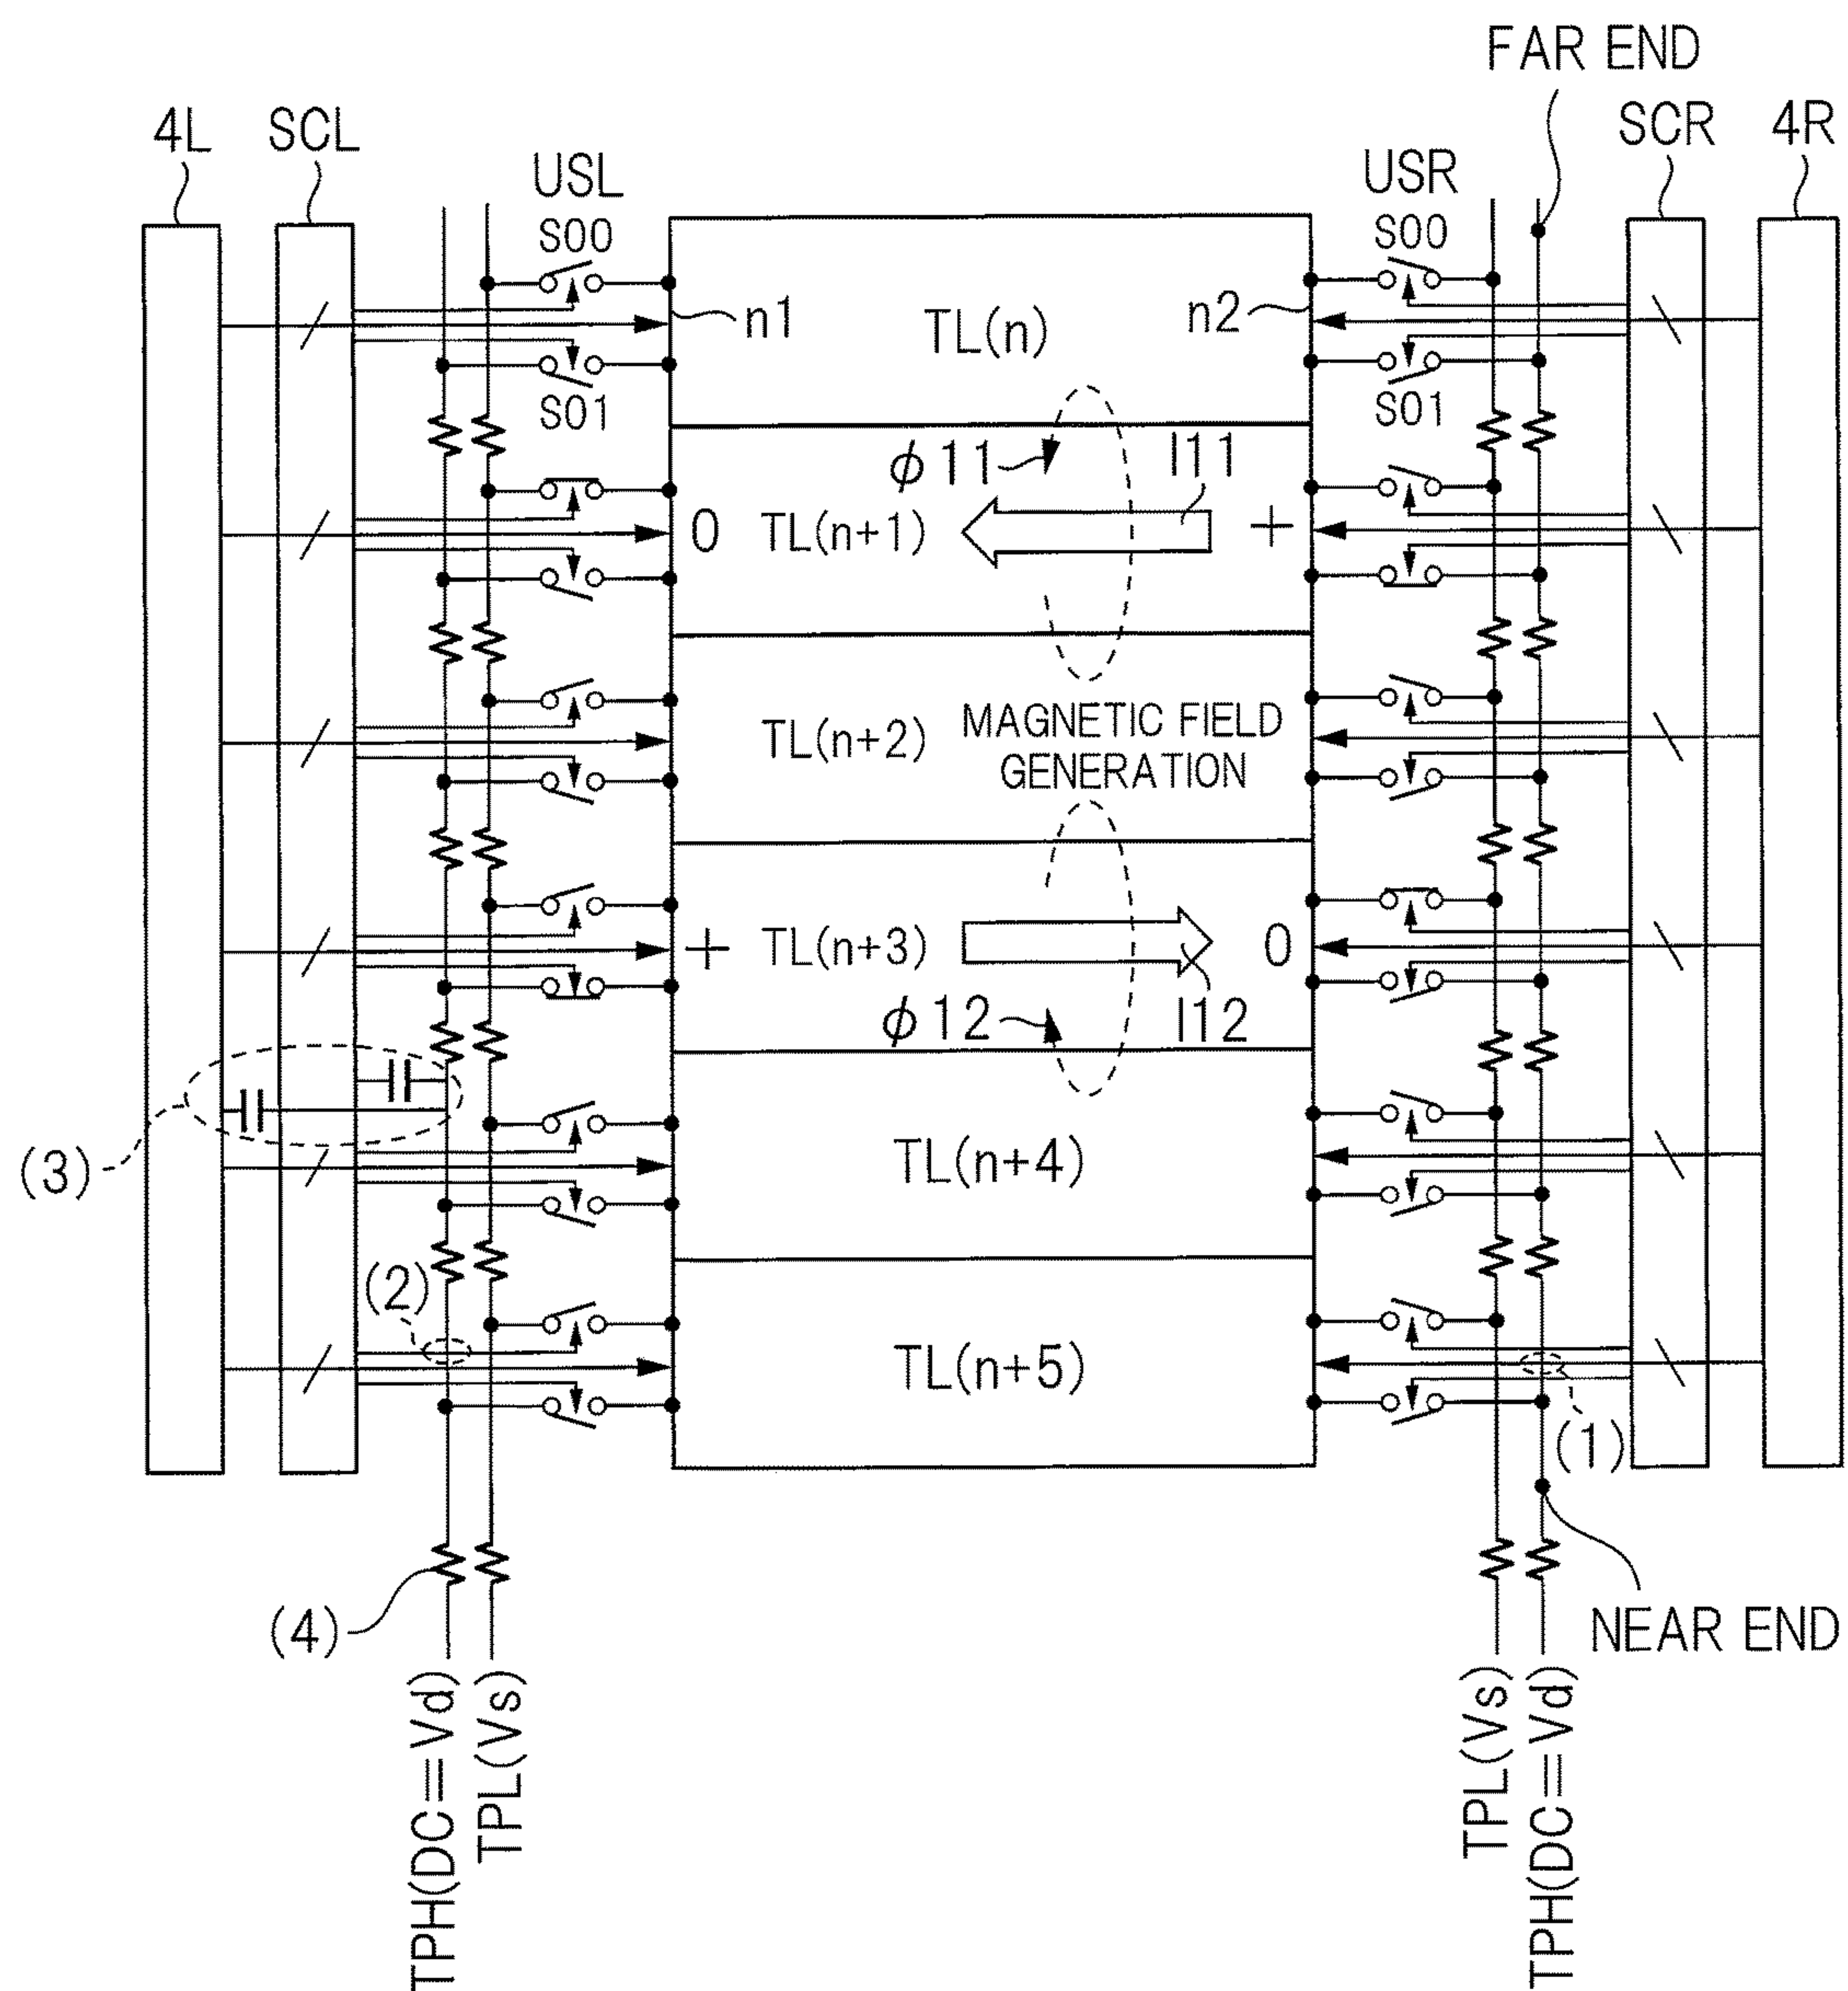 FAR END
4L
SCL
SCR
4R
USL
USR
S00
S00
n1
TL(n)
n2
S01
S01
ϕ11
I11
0
TL(n+1)
+
TL(n+2)
MAGNETIC FIELD
GENERATION
+
TL(n+3)
0
ϕ12
I12
(3)
TL(n+4)
(2)
TL(n+5)
(1)
(4)
NEAR END
TPH(DC=Vd)
TPL(Vs)
TPL(Vs)
TPH(DC=Vd)